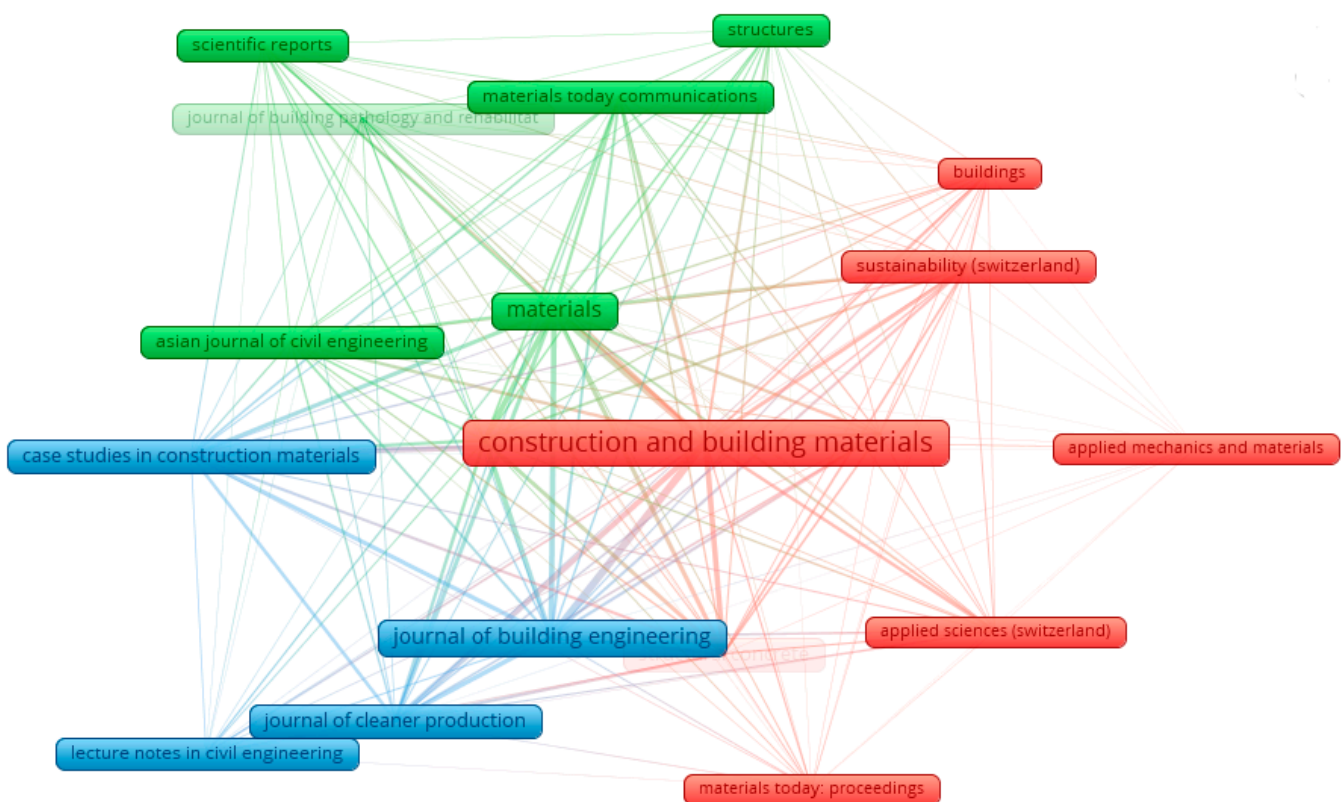 structures
scientific reports
materials today communications
journal of building pathology and rehabilitat
buildings
sustainability (switzerland)
materials
asian journal of civil engineering
construction and building materials
applied mechanics and materials
case studies in construction materials
applied sciences (switzerland)
journal of building engineering
concrete
journal of cleaner production
lecture notes in civil engineering
materials today: proceedings